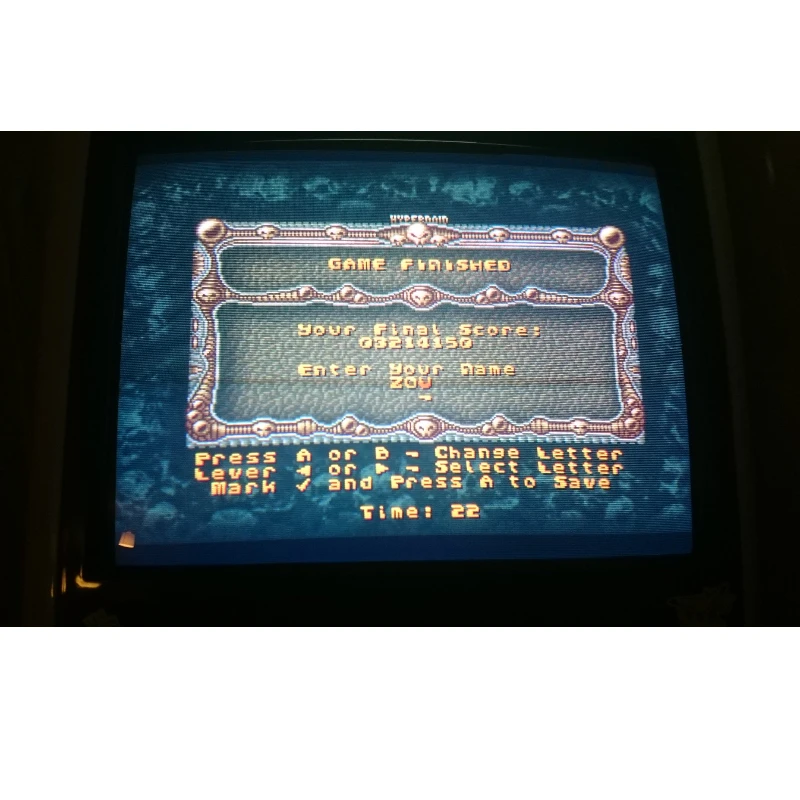 HYPERNOID
GAME FINISHED
Your Final Score:
03214150
Enter Your Name
ZOU
Press A or B - Change Letter
Lever ◄ or ► - Select Letter
Mark ✓ and Press A to Save
Time: 22